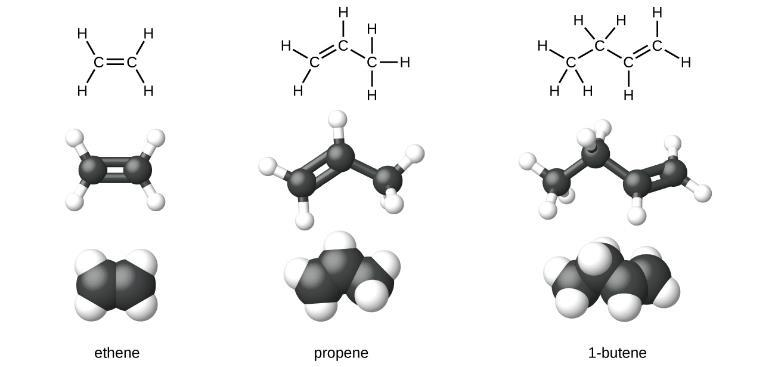 H H H H H H H
H H C H
C=C C C-H H C C C H
H H H H H H H H
ethene propene 1-butene